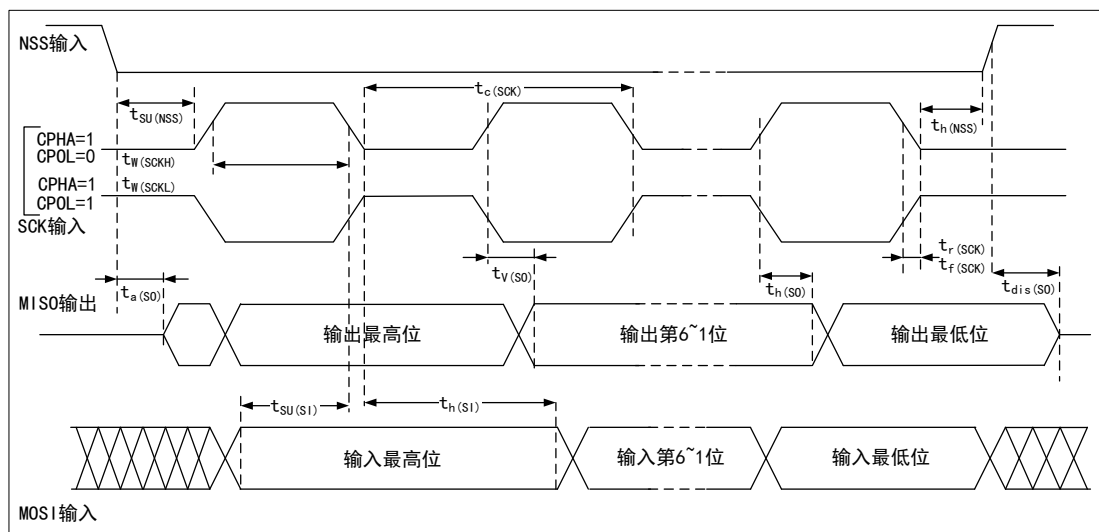 NSS输入
tc(SCK)
tSU(NSS)
th(NSS)
CPHA=1
CPOL=0
tW(SCKH)
CPHA=1
tW(SCKL)
CPOL=1
SCK输入
tV(SO)
tr(SCK)
tf(SCK)
ta(SO)
th(SO)
tdis(SO)
MISO输出
输出最高位
输出第6~1位
输出最低位
tSU(SI)
th(SI)
输入最高位
输入第6~1位
输入最低位
MOSI输入